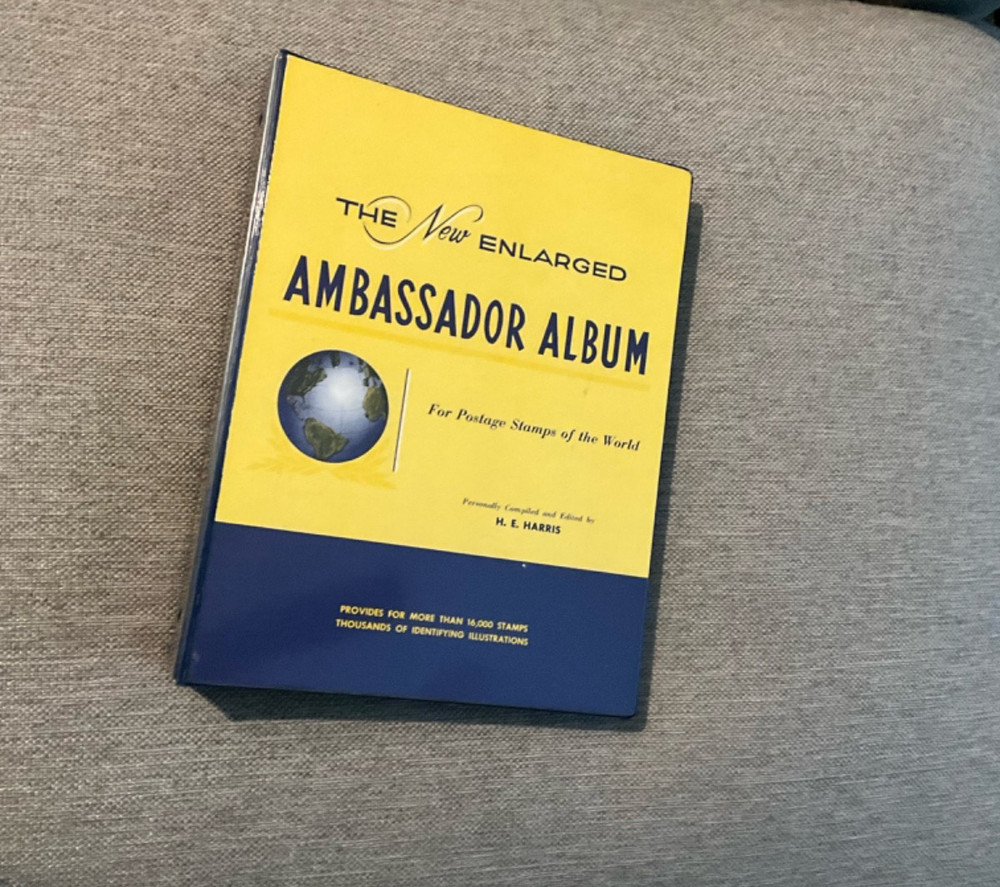 THE New ENLARGED
AMBASSADOR ALBUM
For Postage Stamps of the World
Personally Compiled and Edited by
H. E. HARRIS
PROVIDES FOR MORE THAN 16,000 STAMPS
THOUSANDS OF IDENTIFYING ILLUSTRATIONS